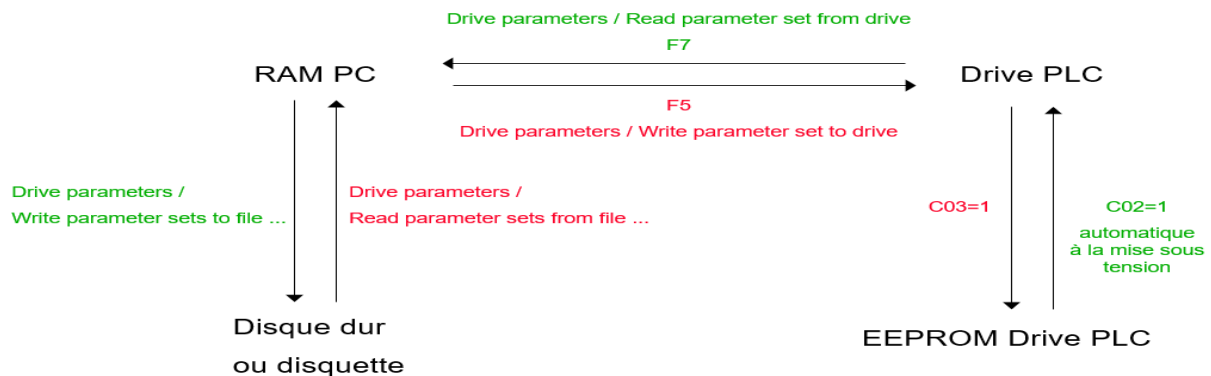 Drive parameters / Read parameter set from drive
F7
RAM PC
Drive PLC
F5
Drive parameters / Write parameter set to drive
Drive parameters /
Write parameter sets to file ...
Drive parameters /
Read parameter sets from file ...
C03=1
C02=1
automatique
à la mise sous
tension
Disque dur
ou disquette
EEPROM Drive PLC